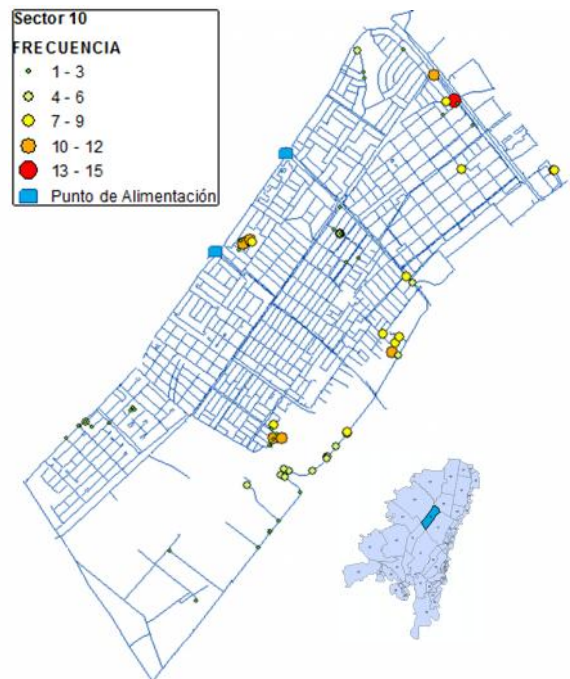 Sector 10
FRECUENCIA
1 - 3
4 - 6
7 - 9
10 - 12
13 - 15
Punto de Alimentación